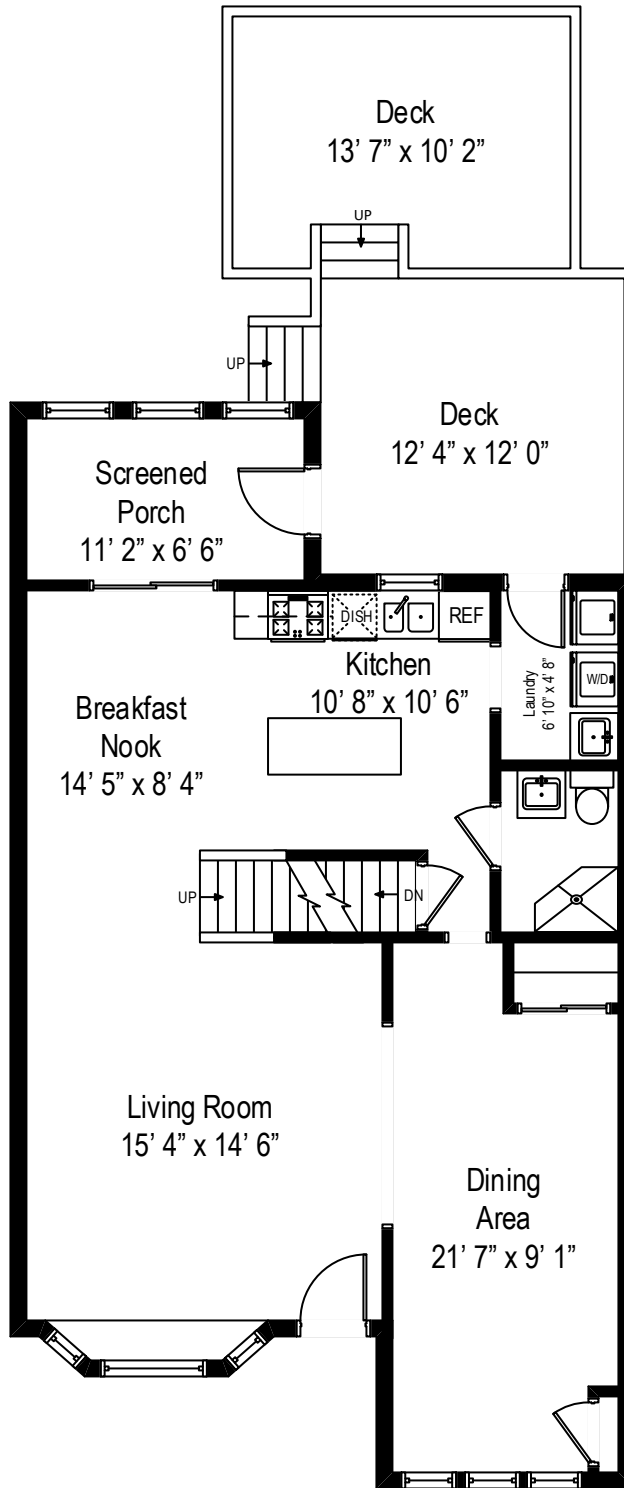 Deck
13’ 7” x 10’ 2”
UP
UP
Deck
12’ 4” x 12’ 0”
Screened
Porch
11’ 2” x 6’ 6”
DISH
REF
Kitchen
10’ 8” x 10’ 6”
Laundry
6’ 10” x 4’ 8”
W/D
Breakfast
Nook
14’ 5” x 8’ 4”
UP
DN
Living Room
15’ 4” x 14’ 6”
Dining
Area
21’ 7” x 9’ 1”